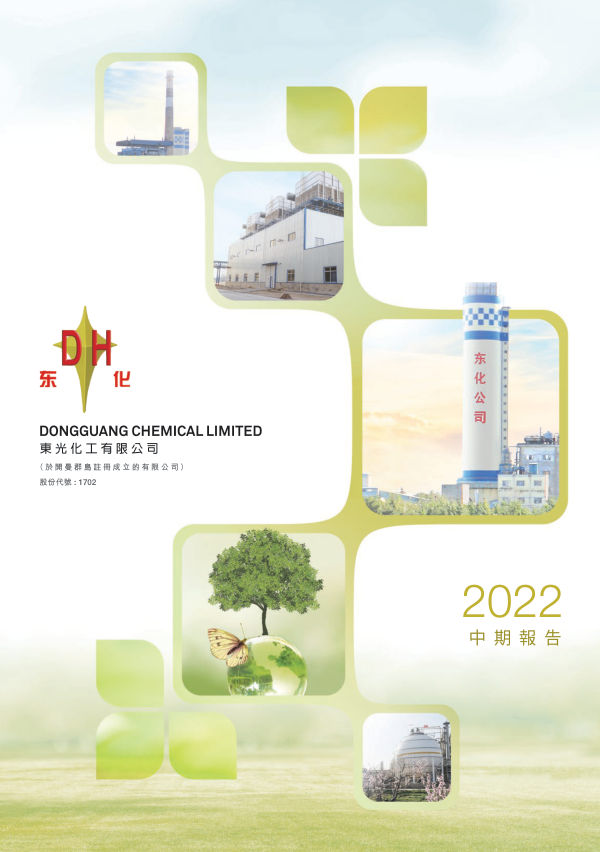 DH
东 化
DONGGUANG CHEMICAL LIMITED
東光化工有限公司
（於開曼群島註冊成立的有限公司）
股份代號 : 1702
东化公司
2022
中期報告